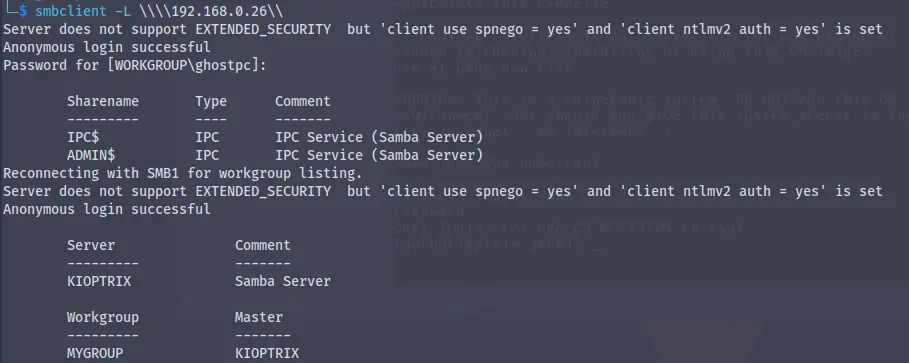 └─$ smbclient -L \\\\192.168.0.26\\
Server does not support EXTENDED_SECURITY  but 'client use spnego = yes' and 'client ntlmv2 auth = yes' is set
Anonymous login successful
Password for [WORKGROUP\ghostpc]:
Sharename Type Comment
--------- ---- -------
IPC$ IPC IPC Service (Samba Server)
ADMIN$ IPC IPC Service (Samba Server)
Reconnecting with SMB1 for workgroup listing.
Server does not support EXTENDED_SECURITY  but 'client use spnego = yes' and 'client ntlmv2 auth = yes' is set
Anonymous login successful
Server Comment
--------- -------
KIOPTRIX Samba Server
Workgroup Master
--------- -------
MYGROUP KIOPTRIX